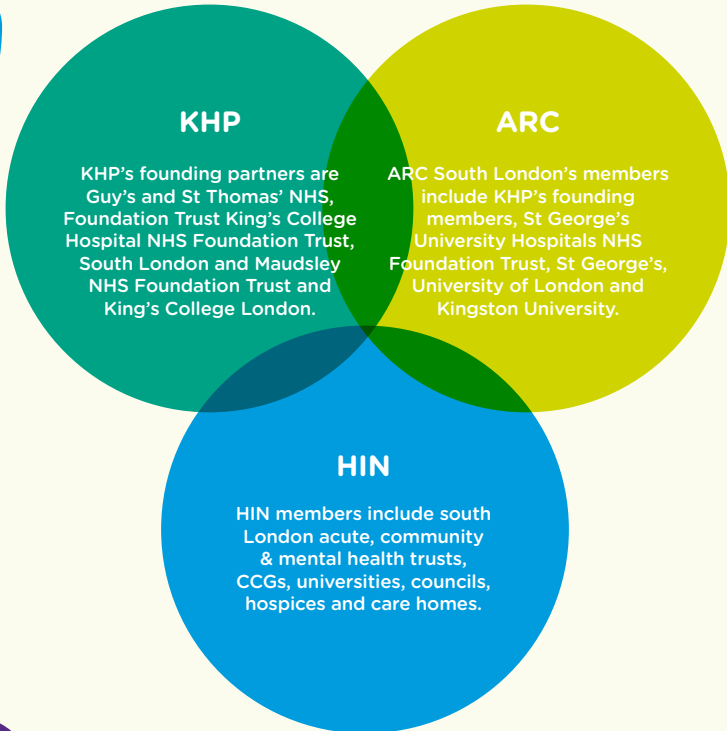 KHP
KHP's founding partners are
Guy's and St Thomas' NHS,
Foundation Trust King's College
Hospital NHS Foundation Trust,
South London and Maudsley
NHS Foundation Trust and
King's College London.
ARC
ARC South London's members
include KHP's founding
members, St George's
University Hospitals NHS
Foundation Trust, St George's,
University of London and
Kingston University.
HIN
HIN members include south
London acute, community
& mental health trusts,
CCGs, universities, councils,
hospices and care homes.